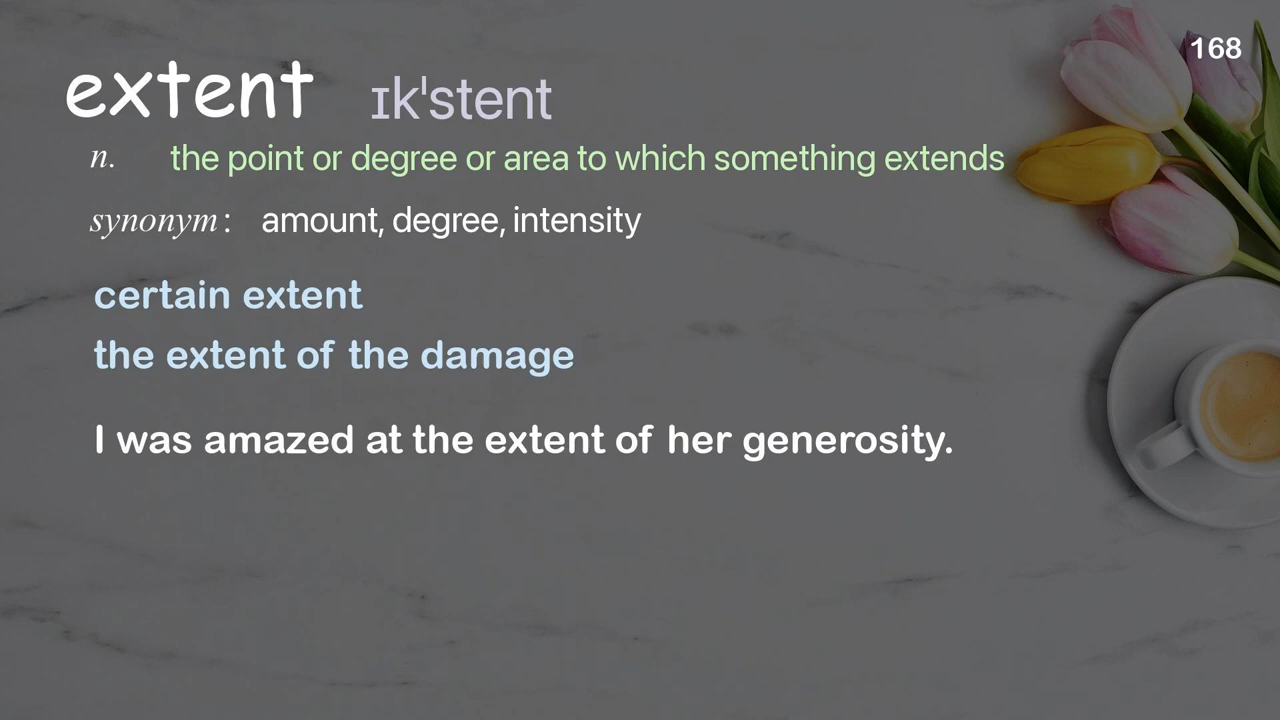 168
extent ɪk'stent
n. the point or degree or area to which something extends
synonym: amount, degree, intensity
certain extent
the extent of the damage
I was amazed at the extent of her generosity.